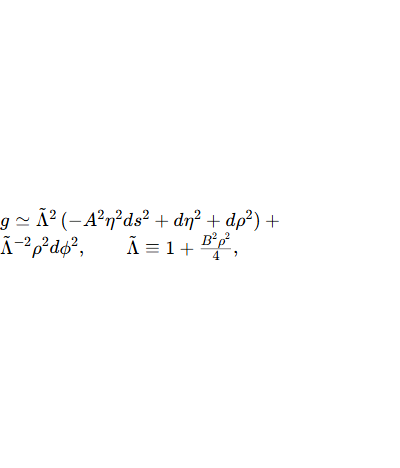 g ≃ Λ̃² (−A²η²ds² + dη² + dρ²) +
Λ̃⁻²ρ²dϕ², Λ̃ ≡ 1 + B²ρ²/4,